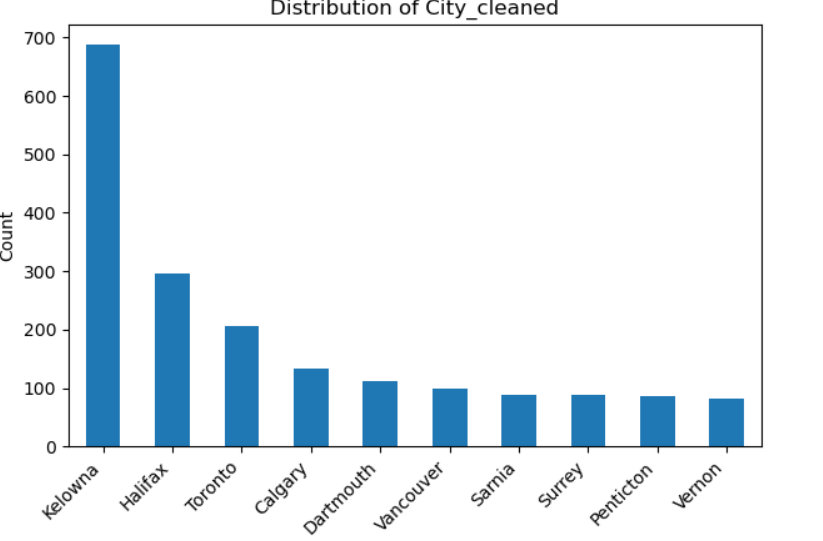 Distribution of City_cleaned
700
600
500
400
300
200
100
0
Count
Kelowna
Halifax
Toronto
Calgary
Dartmouth
Vancouver
Sarnia
Surrey
Penticton
Vernon